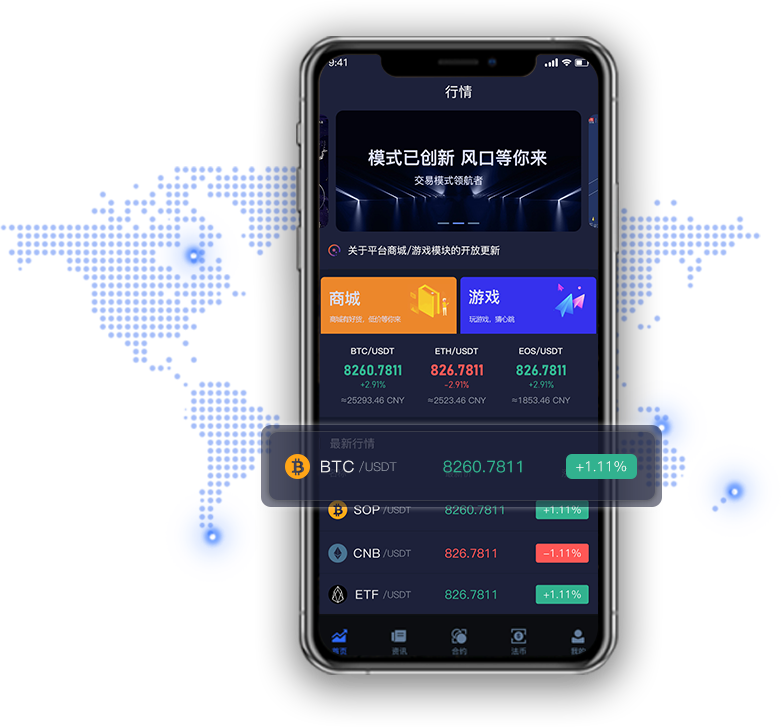 9:41
行情
模式已创新 风口等你来
交易模式领航者
关于平台商城/游戏模块的开放更新
商城
游戏
商城有好货，低价等你来
玩游戏，猜心跳
BTC/USDT ETH/USDT EOS/USDT
8260.7811 826.7811 826.7811
+2.91% -2.91% +2.91%
≈25293.46 CNY ≈2523.46 CNY ≈1853.46 CNY
最新行情
BTC /USDT 8260.7811 +1.11%
SOP /USDT 8260.7811 +1.11%
CNB /USDT 826.7811 -1.11%
ETF /USDT 826.7811 +1.11%
首页 资讯 合约 法币 我的